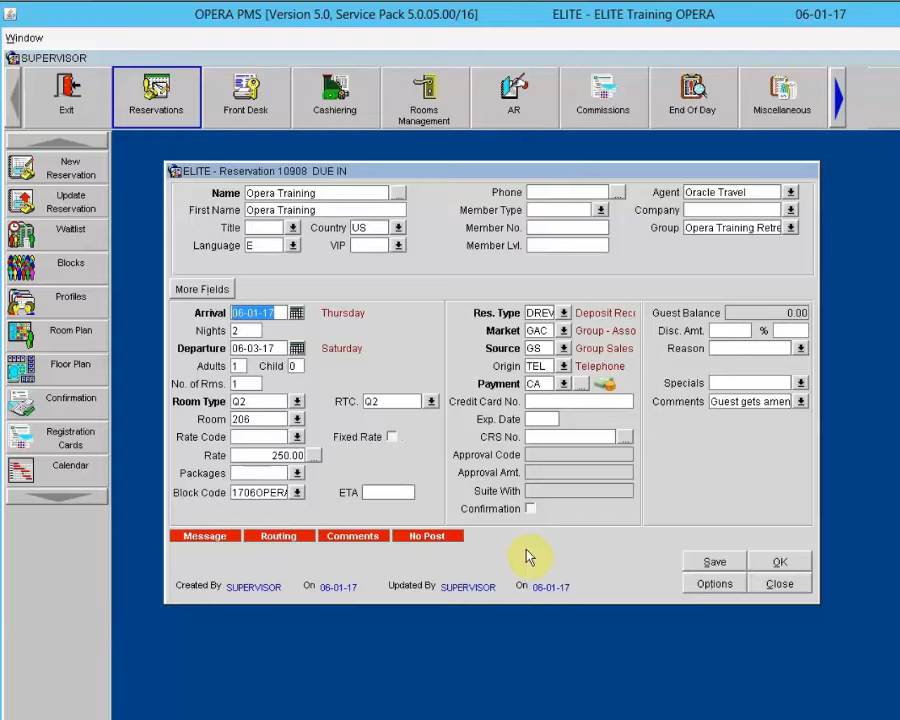 OPERA PMS [Version 5.0, Service Pack 5.0.05.00/16] ELITE - ELITE Training OPERA 06-01-17
Window
SUPERVISOR
Exit Reservations Front Desk Cashiering Rooms Management AR Commissions End Of Day Miscellaneous
New Reservation
Update Reservation
Waitlist
Blocks
Profiles
Room Plan
Floor Plan
Confirmation
Registration Cards
Calendar
ELITE - Reservation 10908 DUE IN
Name Opera Training ... Phone ... Agent Oracle Travel
First Name Opera Training Member Type Company
Title Country US Member No. Group Opera Training Retre
Language E VIP Member Lvl.
More Fields
Arrival 06-01-17 Thursday Res. Type DREV Deposit Rece Guest Balance 0.00
Nights 2 Market GAC Group - Asso Disc. Amt. %
Departure 06-03-17 Saturday Source GS Group Sales Reason
Adults 1 Child 0 Origin TEL Telephone
No. of Rms. 1 Payment CA ... Specials
Room Type Q2 RTC. Q2 Credit Card No. Comments Guest gets amen
Room 206 Exp. Date
Rate Code Fixed Rate CRS No. ...
Rate 250.00 ... Approval Code
Packages Approval Amt.
Block Code 1706OPERA ETA Suite With
Confirmation
Message Routing Comments No Post
Save OK
Options Close
Created By SUPERVISOR On 06-01-17 Updated By SUPERVISOR On 06-01-17